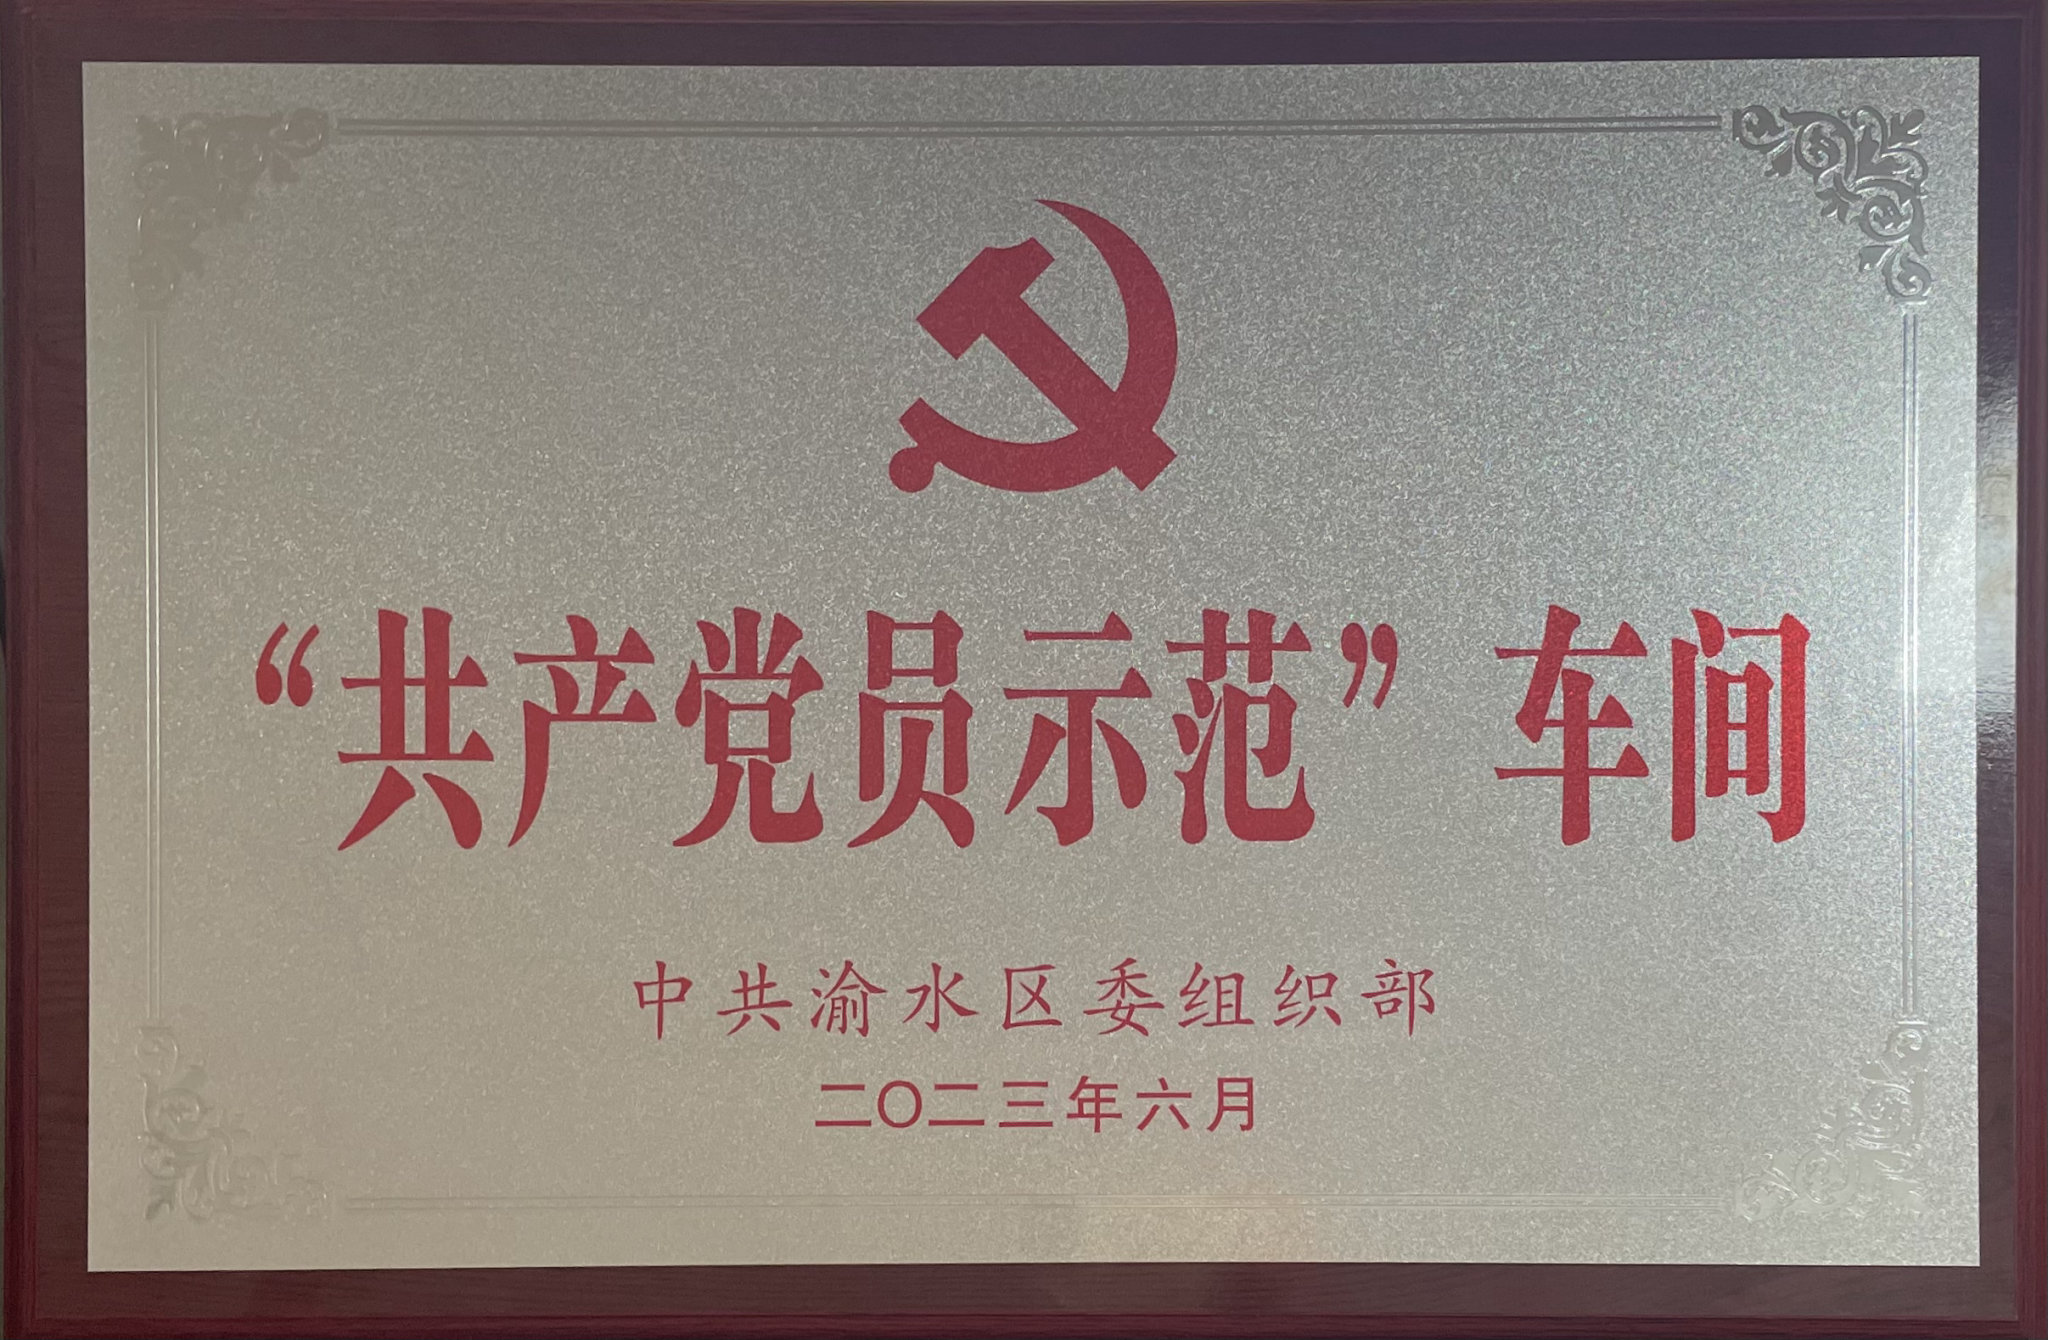 “共产党员示范”车间
中共渝水区委组织部
二〇二三年六月